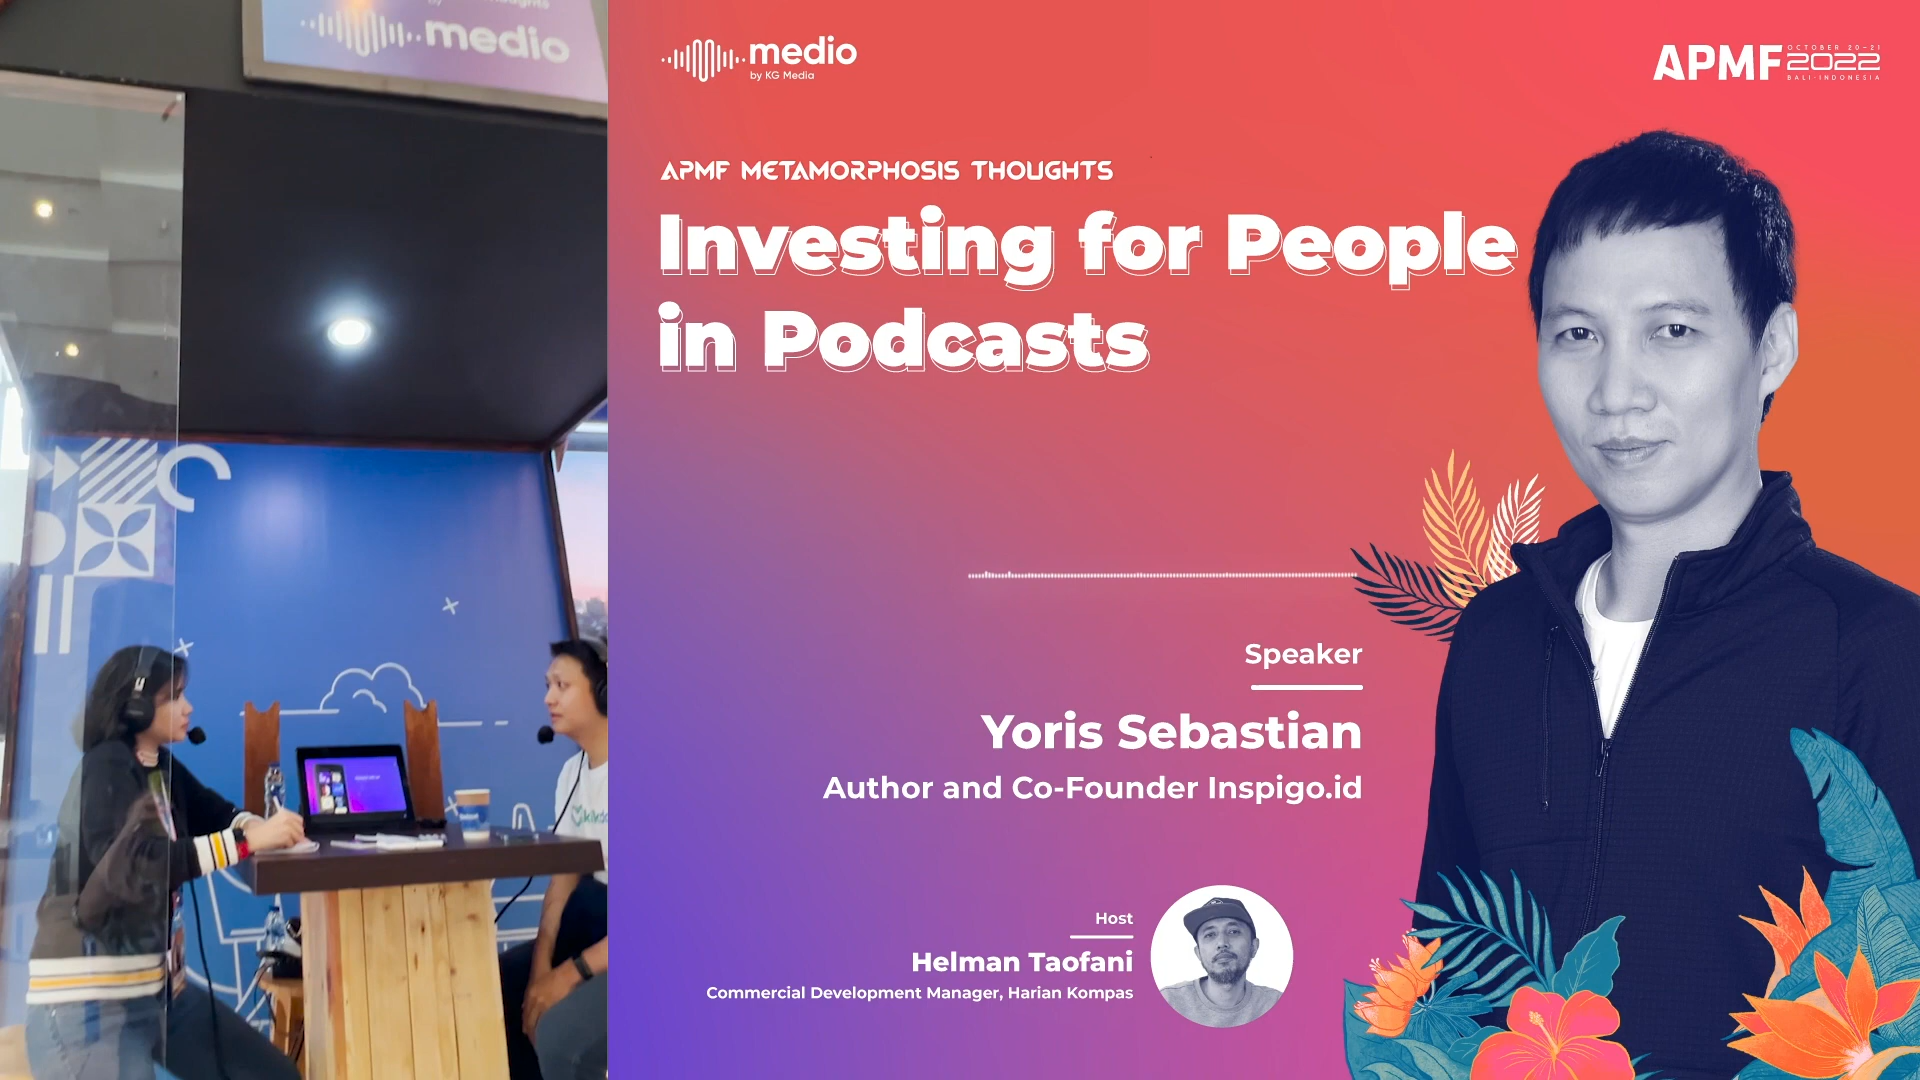 medio
medio
by KG Media
APMF
OCTOBER 20-21
2022
BALI-INDONESIA
APMF METAMORPHOSIS THOUGHTS
Investing for People
in Podcasts
Speaker
Yoris Sebastian
Author and Co-Founder Inspigo.id
Host
Helman Taofani
Commercial Development Manager, Harian Kompas